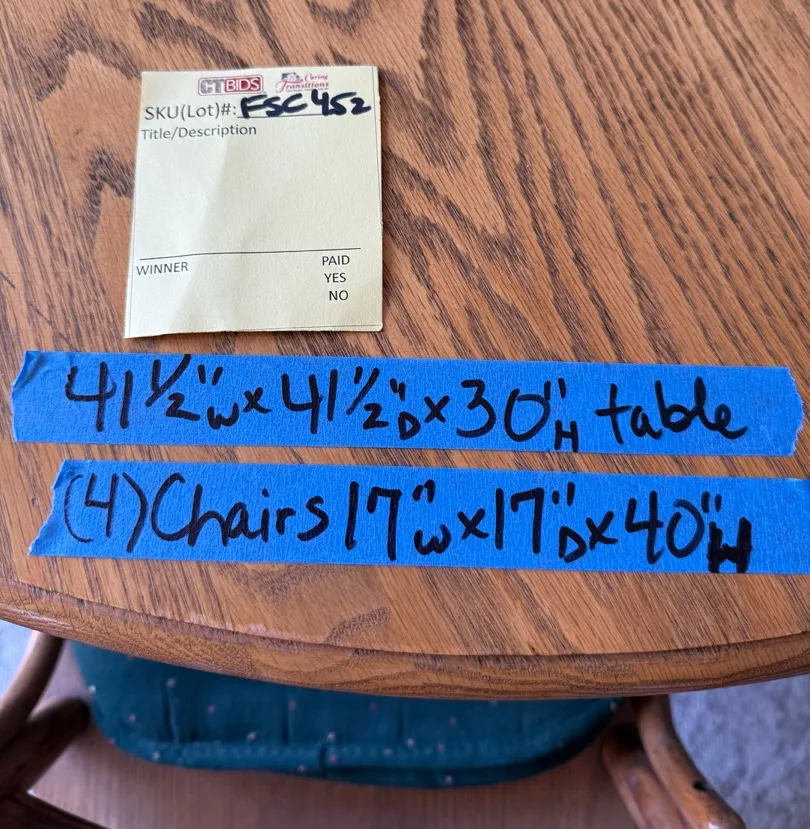 CTBIDS Caring Transitions
SKU(Lot)#: FSC452
Title/Description
WINNER PAID
YES
NO
41 1/2"W x 41 1/2"D x 30"H table
(4) Chairs 17"W x 17"D x 40"H